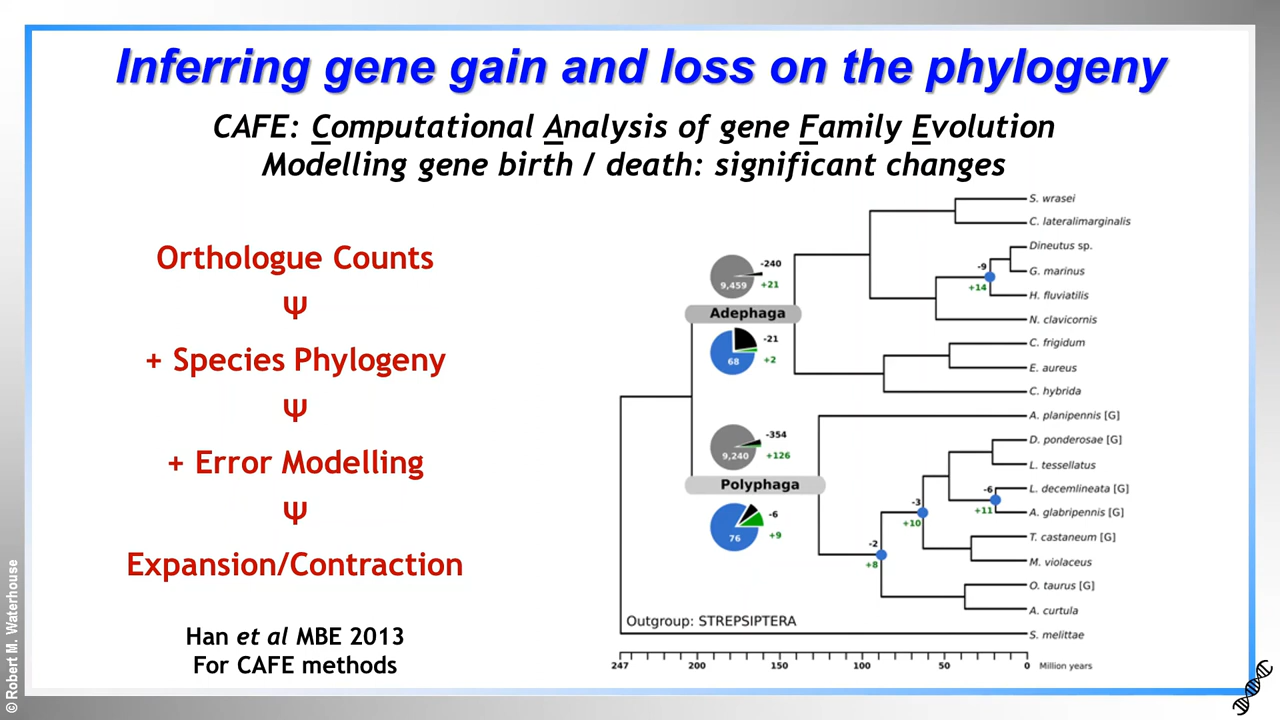 Inferring gene gain and loss on the phylogeny
CAFE: Computational Analysis of gene Family Evolution
Modelling gene birth / death: significant changes
Orthologue Counts
Ψ
+ Species Phylogeny
Ψ
+ Error Modelling
Ψ
Expansion/Contraction
Han et al MBE 2013
For CAFE methods
9,459
-240
+21
Adephaga
68
-21
+2
9,240
-354
+126
Polyphaga
76
-6
+9
-9
+14
-6
+11
-3
+10
-2
+8
S. wrasei
C. lateralimarginalis
Dineutus sp.
G. marinus
H. fluviatilis
N. clavicornis
C. frigidum
E. aureus
C. hybrida
A. planipennis [G]
D. ponderosae [G]
L. tessellatus
L. decemlineata [G]
A. glabripennis [G]
T. castaneum [G]
M. violaceus
O. taurus [G]
A. curtula
S. melittae
Outgroup: STREPSIPTERA
247 200 150 100 50 0 Million years
© Robert M. Waterhouse